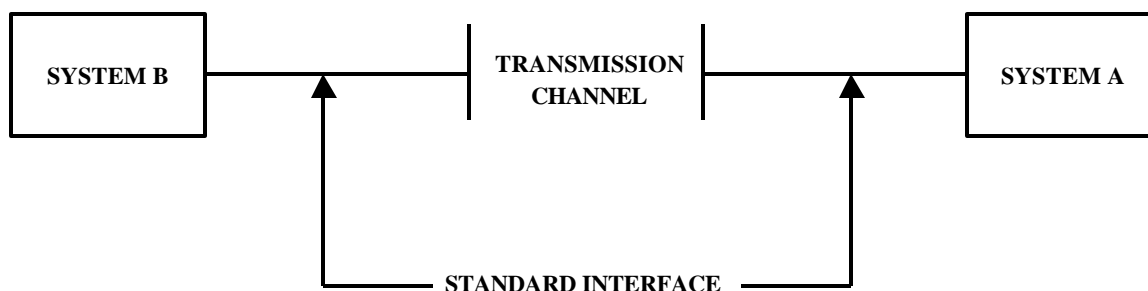 SYSTEM B
TRANSMISSION
CHANNEL
SYSTEM A
STANDARD INTERFACE